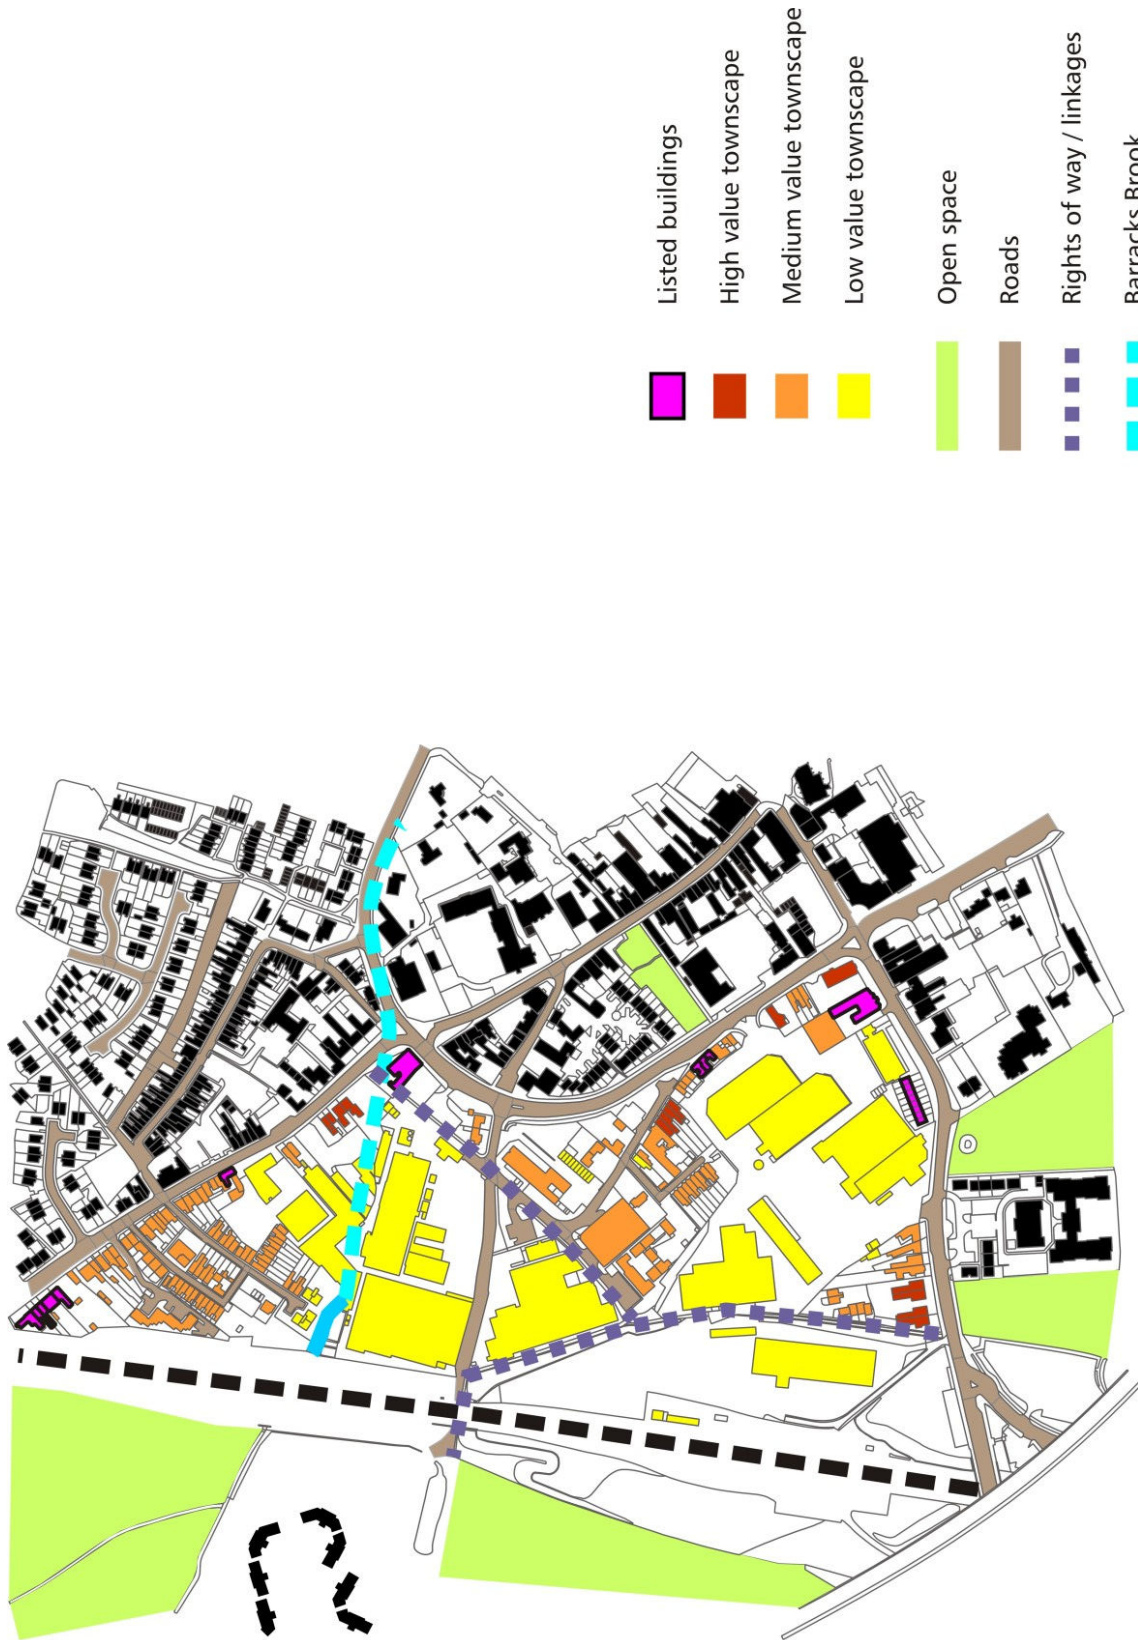 Listed buildings
High value townscape
Medium value townscape
Low value townscape
Open space
Roads
Rights of way / linkages
Barracks Brook